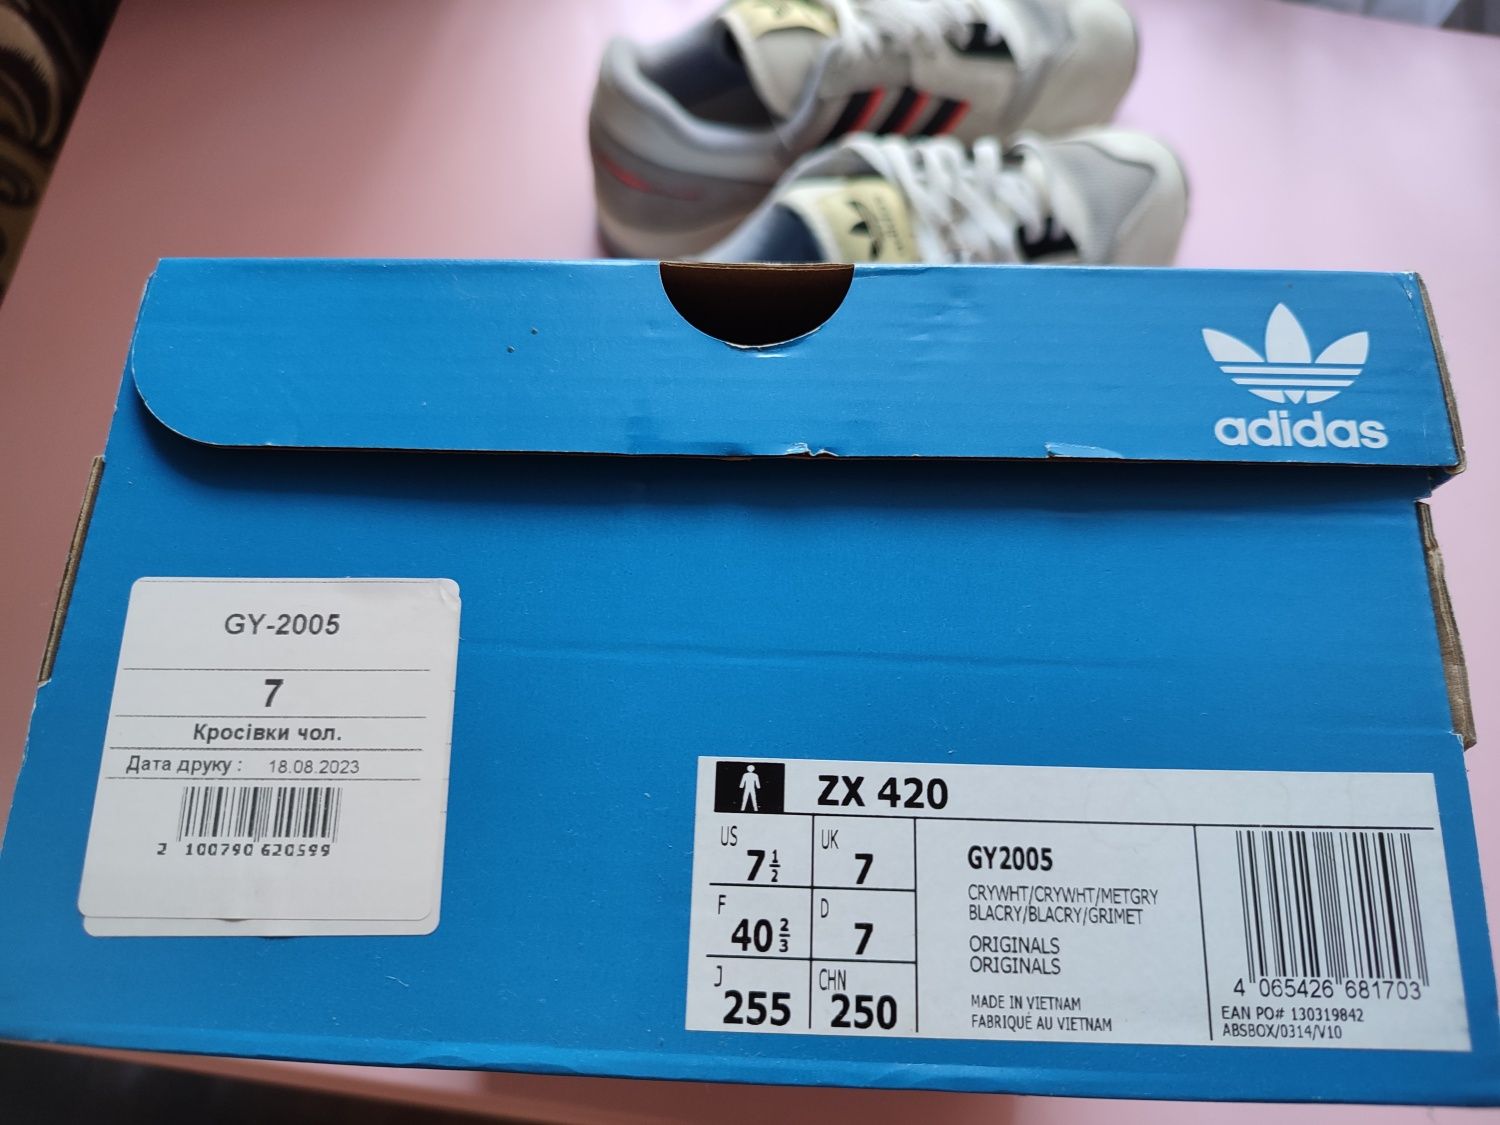 adidas
adidas
GY-2005
7
Кросівки чол.
Дата друку : 18.08.2023
2 100790 620599
ZX 420
US 7½ UK 7
F 40⅔ D 7
J 255 CHN 250
GY2005
CRYWHT/CRYWHT/METGRY
BLACRY/BLACRY/GRIMET
ORIGINALS
ORIGINALS
MADE IN VIETNAM
FABRIQUÉ AU VIETNAM
4 065426 681703
EAN PO# 130319842
ABSBOX/0314/V10